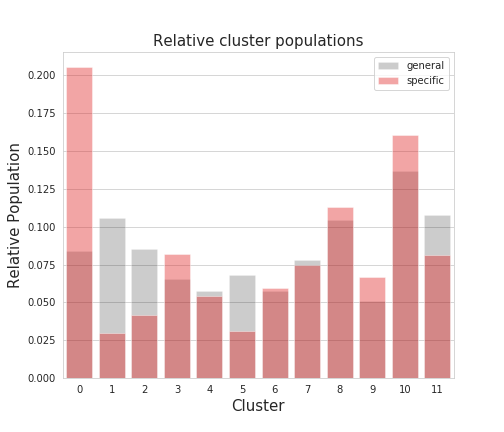 Relative cluster populations
general
specific
Relative Population
0.200
0.175
0.150
0.125
0.100
0.075
0.050
0.025
0.000
0 1 2 3 4 5 6 7 8 9 10 11
Cluster